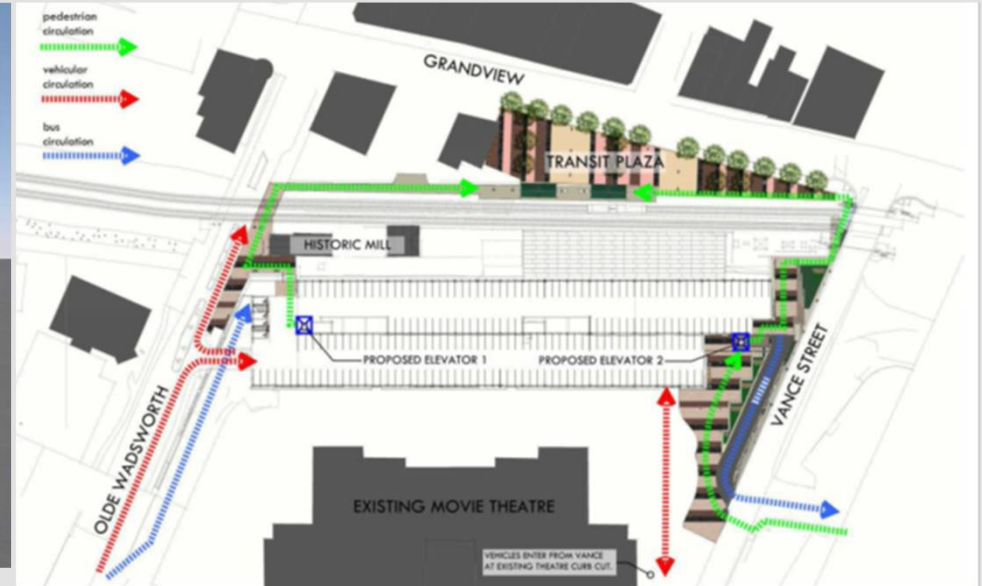 pedestrian
circulation
vehicular
circulation
bus
circulation
GRANDVIEW
TRANSIT PLAZA
HISTORIC MILL
PROPOSED ELEVATOR 1
PROPOSED ELEVATOR 2
VANCE STREET
OLDE WADSWORTH
EXISTING MOVIE THEATRE
VEHICLES ENTER FROM VANCE
AT EXISTING THEATRE CURB CUT.